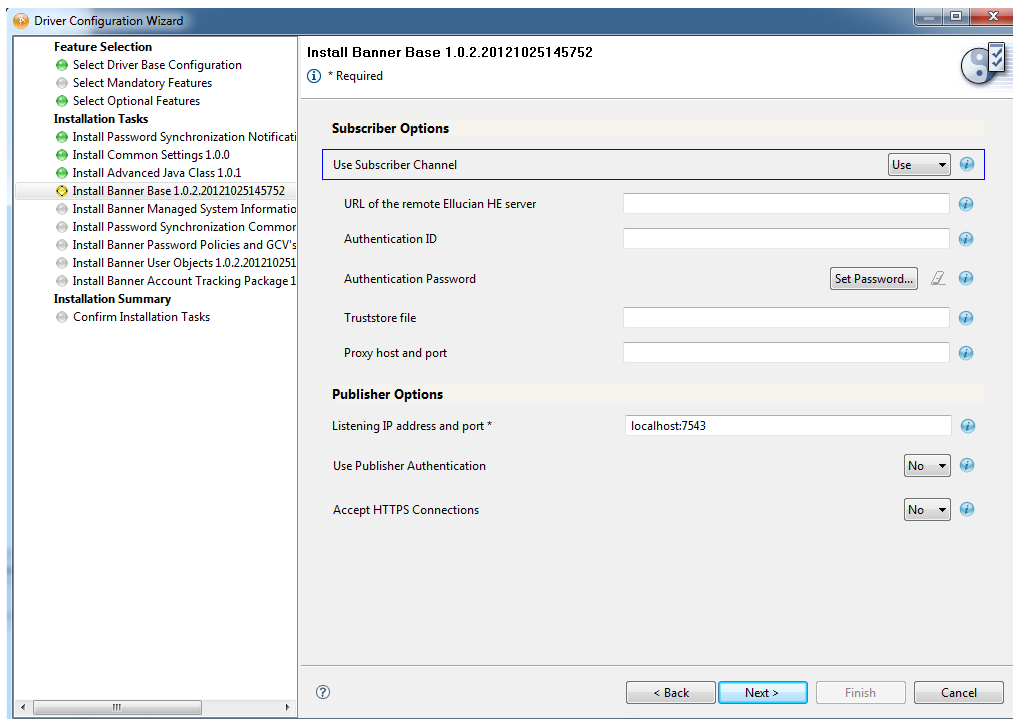 Driver Configuration Wizard
Feature Selection
Select Driver Base Configuration
Select Mandatory Features
Select Optional Features
Installation Tasks
Install Password Synchronization Notificati
Install Common Settings 1.0.0
Install Advanced Java Class 1.0.1
Install Banner Base 1.0.2.20121025145752
Install Banner Managed System Informatio
Install Password Synchronization Common
Install Banner Password Policies and GCV's
Install Banner User Objects 1.0.2.201210251
Install Banner Account Tracking Package 1
Installation Summary
Confirm Installation Tasks
Install Banner Base 1.0.2.20121025145752
* Required
Subscriber Options
Use Subscriber Channel Use
URL of the remote Ellucian HE server
Authentication ID
Authentication Password Set Password...
Truststore file
Proxy host and port
Publisher Options
Listening IP address and port * localhost:7543
Use Publisher Authentication No
Accept HTTPS Connections No
< Back Next > Finish Cancel